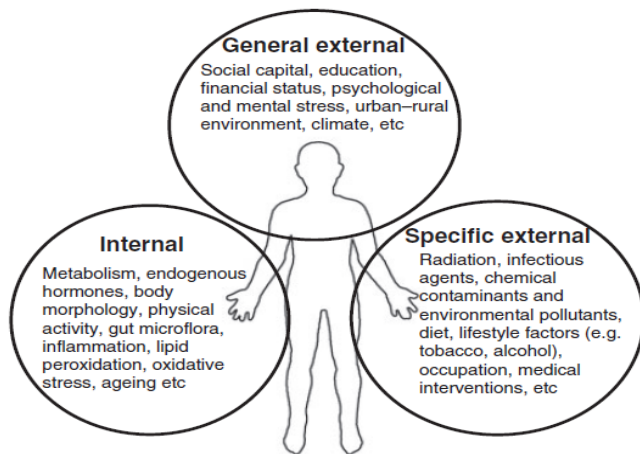 General external
Social capital, education,
financial status, psychological
and mental stress, urban–rural
environment, climate, etc
Internal
Metabolism, endogenous
hormones, body
morphology, physical
activity, gut microflora,
inflammation, lipid
peroxidation, oxidative
stress, ageing etc
Specific external
Radiation, infectious
agents, chemical
contaminants and
environmental pollutants,
diet, lifestyle factors (e.g.
tobacco, alcohol),
occupation, medical
interventions, etc